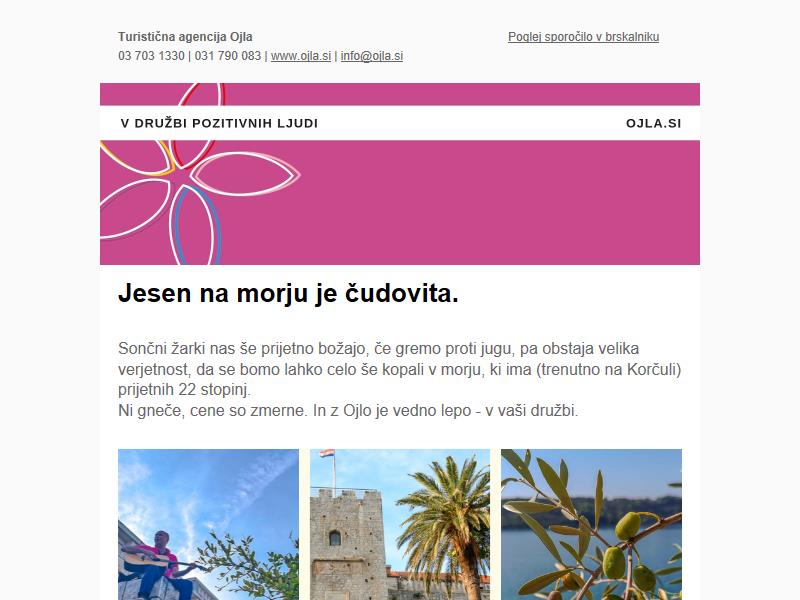 Turistična agencija Ojla
Poglej sporočilo v brskalniku
03 703 1330 | 031 790 083 | www.ojla.si | info@ojla.si
V DRUŽBI POZITIVNIH LJUDI
OJLA.SI
Jesen na morju je čudovita.
Sončni žarki nas še prijetno božajo, če gremo proti jugu, pa obstaja velika
verjetnost, da se bomo lahko celo še kopali v morju, ki ima (trenutno na Korčuli)
prijetnih 22 stopinj.
Ni gneče, cene so zmerne. In z Ojlo je vedno lepo - v vaši družbi.